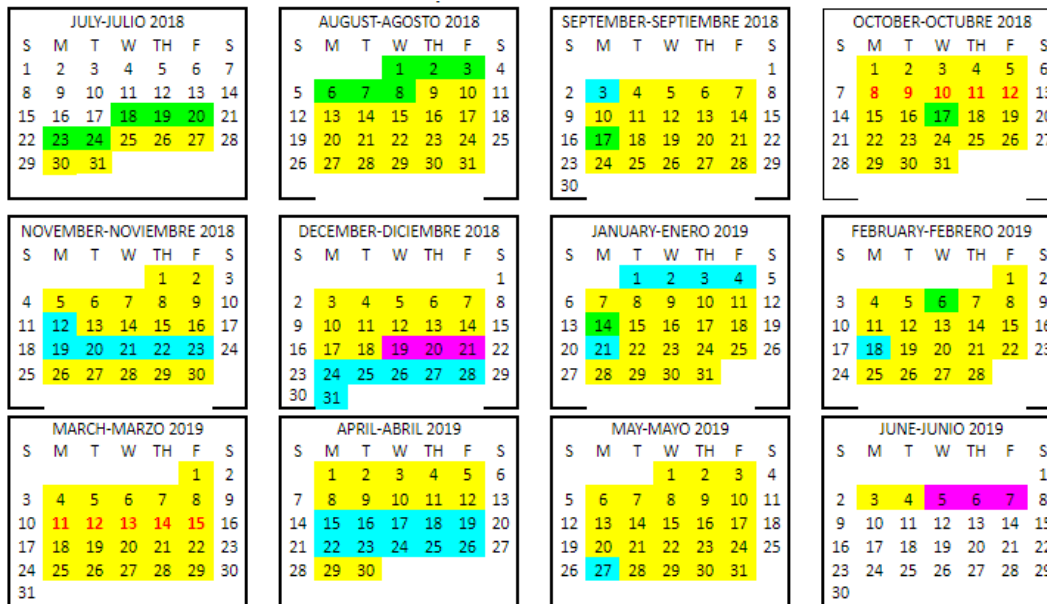 JULY-JULIO 2018
S M T W TH F S
1 2 3 4 5 6 7
8 9 10 11 12 13 14
15 16 17 18 19 20 21
22 23 24 25 26 27 28
29 30 31
AUGUST-AGOSTO 2018
S M T W TH F S
1 2 3 4
5 6 7 8 9 10 11
12 13 14 15 16 17 18
19 20 21 22 23 24 25
26 27 28 29 30 31
SEPTEMBER-SEPTIEMBRE 2018
S M T W TH F S
1
2 3 4 5 6 7 8
9 10 11 12 13 14 15
16 17 18 19 20 21 22
23 24 25 26 27 28 29
30
OCTOBER-OCTUBRE 2018
S M T W TH F S
1 2 3 4 5 6
7 8 9 10 11 12 13
14 15 16 17 18 19 20
21 22 23 24 25 26 27
28 29 30 31
NOVEMBER-NOVIEMBRE 2018
S M T W TH F S
1 2 3
4 5 6 7 8 9 10
11 12 13 14 15 16 17
18 19 20 21 22 23 24
25 26 27 28 29 30
DECEMBER-DICIEMBRE 2018
S M T W TH F S
1
2 3 4 5 6 7 8
9 10 11 12 13 14 15
16 17 18 19 20 21 22
23 24 25 26 27 28 29
30 31
JANUARY-ENERO 2019
S M T W TH F S
1 2 3 4 5
6 7 8 9 10 11 12
13 14 15 16 17 18 19
20 21 22 23 24 25 26
27 28 29 30 31
FEBRUARY-FEBRERO 2019
S M T W TH F S
1 2
3 4 5 6 7 8 9
10 11 12 13 14 15 16
17 18 19 20 21 22 23
24 25 26 27 28
MARCH-MARZO 2019
S M T W TH F S
1 2
3 4 5 6 7 8 9
10 11 12 13 14 15 16
17 18 19 20 21 22 23
24 25 26 27 28 29 30
31
APRIL-ABRIL 2019
S M T W TH F S
1 2 3 4 5 6
7 8 9 10 11 12 13
14 15 16 17 18 19 20
21 22 23 24 25 26 27
28 29 30
MAY-MAYO 2019
S M T W TH F S
1 2 3 4
5 6 7 8 9 10 11
12 13 14 15 16 17 18
19 20 21 22 23 24 25
26 27 28 29 30 31
JUNE-JUNIO 2019
S M T W TH F S
1
2 3 4 5 6 7 8
9 10 11 12 13 14 15
16 17 18 19 20 21 22
23 24 25 26 27 28 29
30